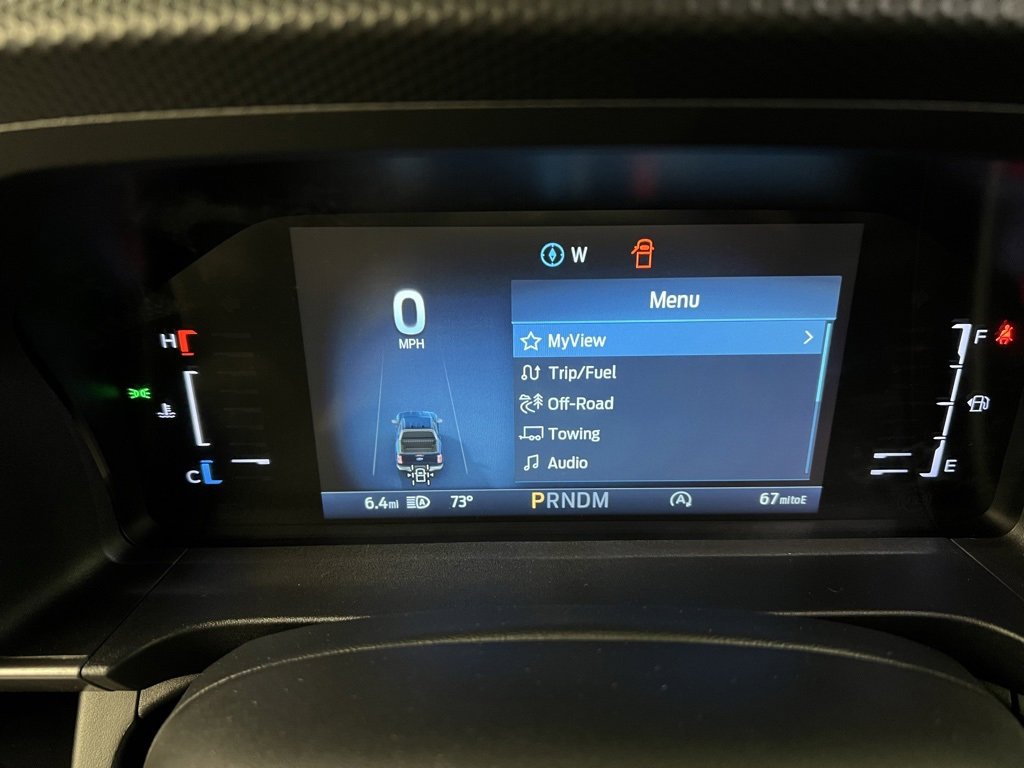 W
Menu
0
MPH
MyView
Trip/Fuel
Off-Road
Towing
Audio
H
C
F
E
6.4mi
A
73°
PRNDM
A
67mitoE